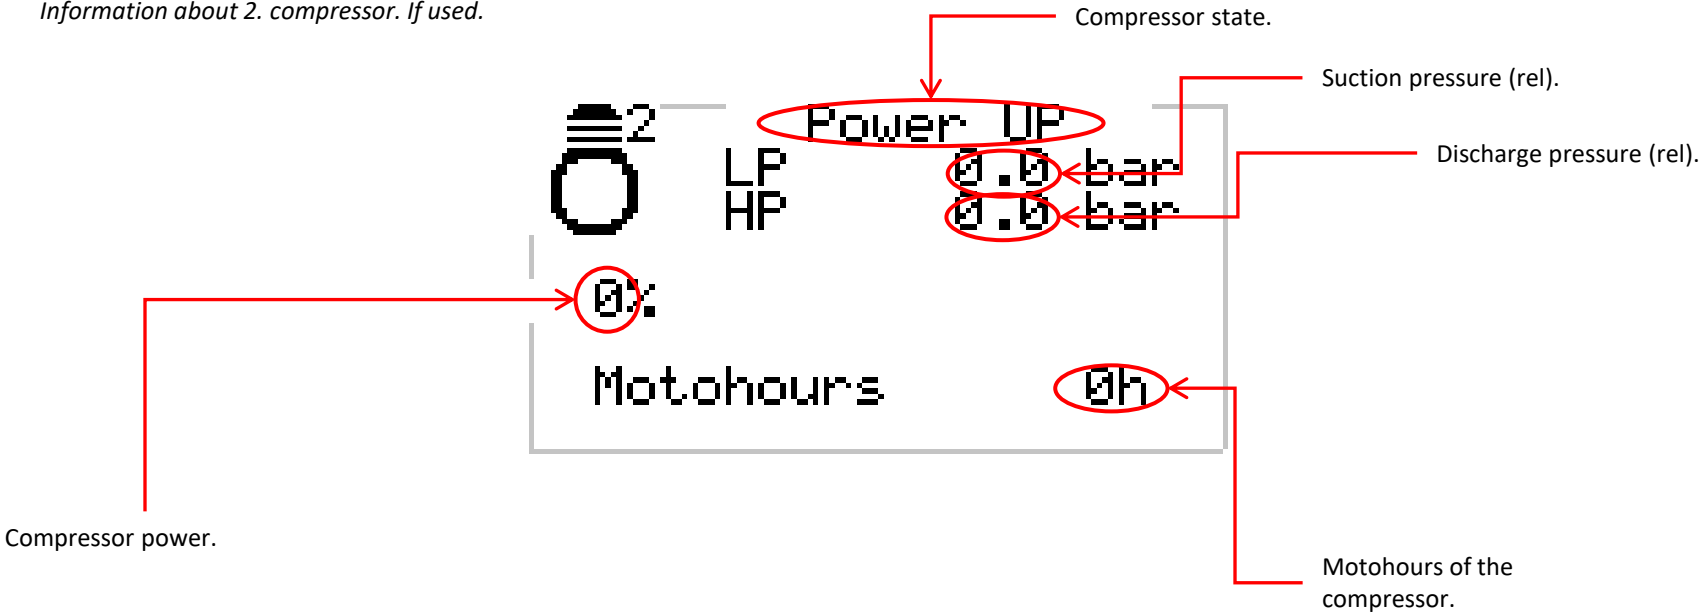 Information about 2. compressor. If used.
Compressor state.
Suction pressure (rel).
2 Power UP
LP 0.0 bar
Discharge pressure (rel).
HP 0.0 bar
0%
Motohours 0h
Compressor power.
Motohours of the
compressor.